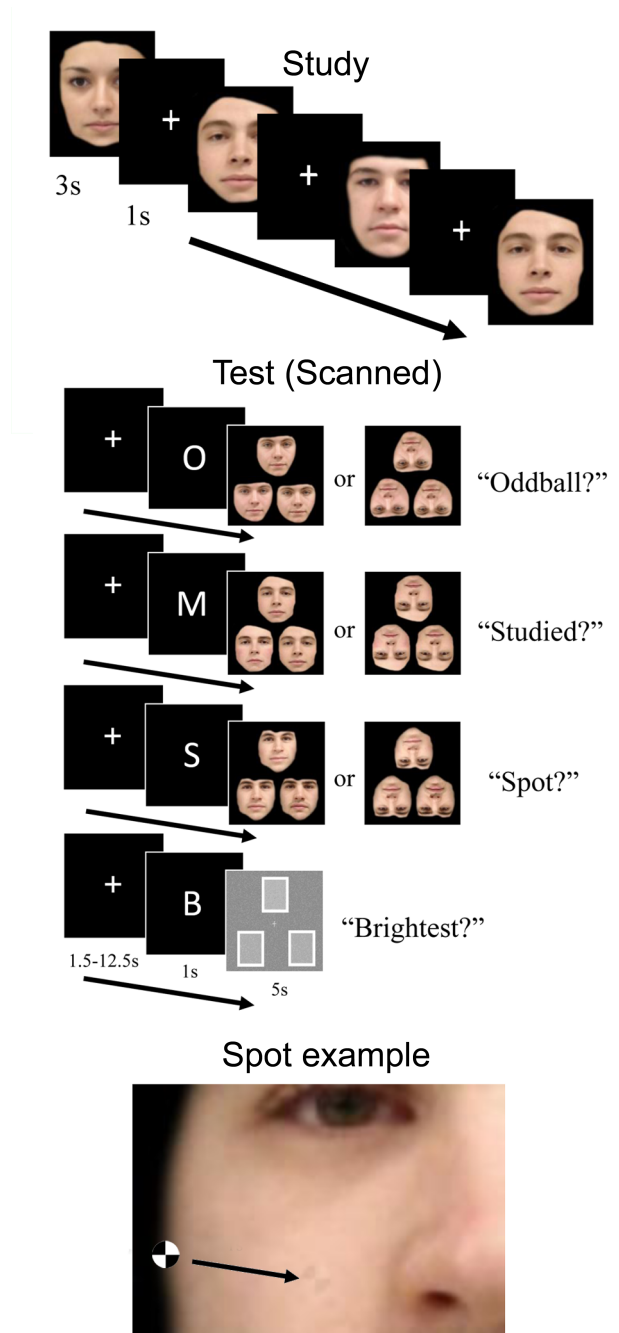 Study
3s
1s
Test (Scanned)
O
or
“Oddball?”
M
or
“Studied?”
S
or
“Spot?”
B
“Brightest?”
1.5-12.5s
1s
5s
Spot example